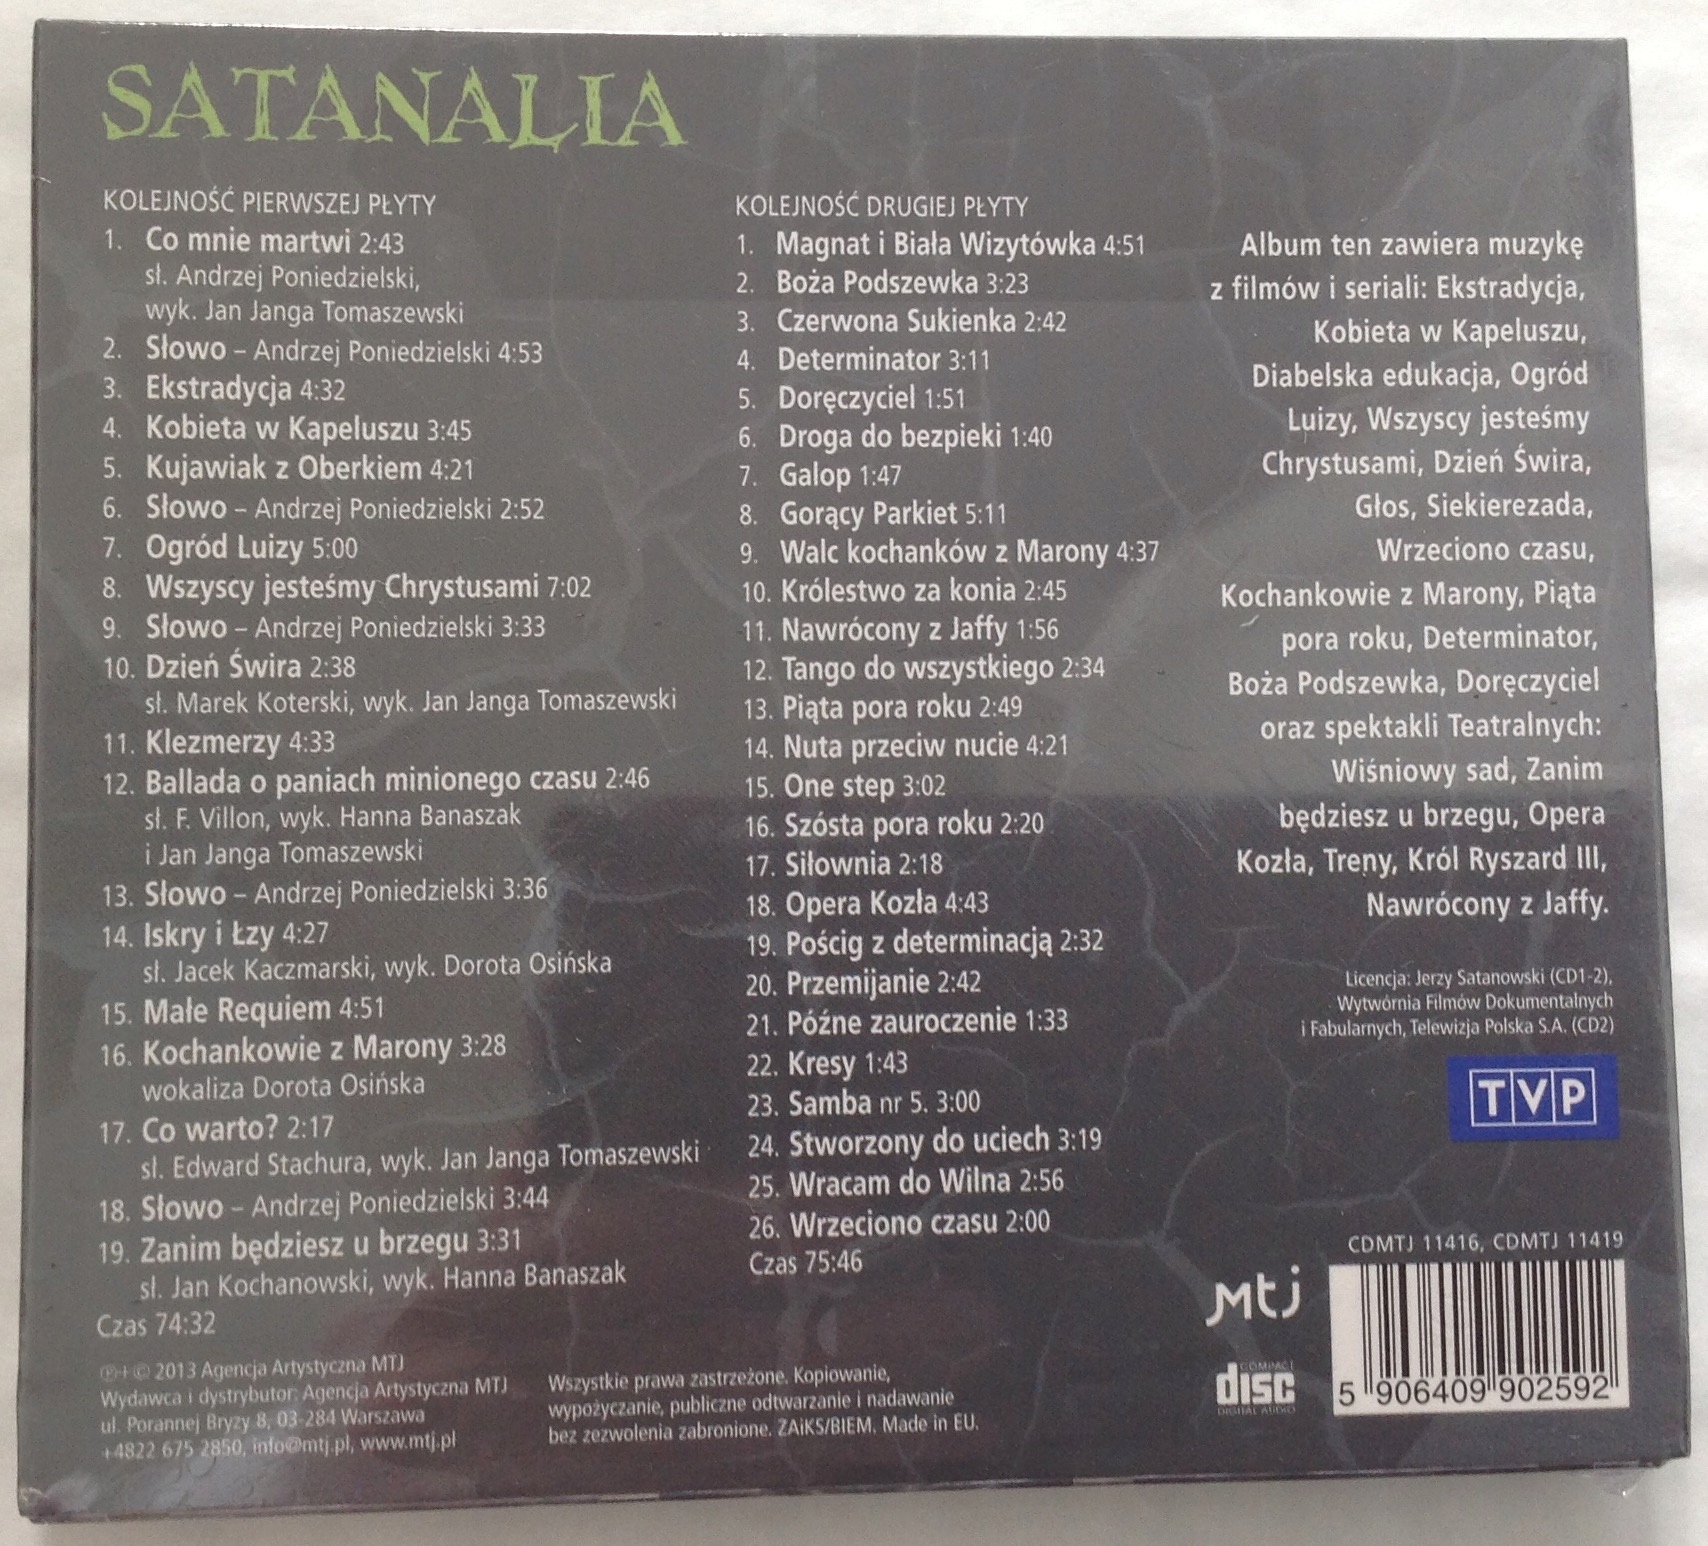 SATANALIA
KOLEJNOŚĆ PIERWSZEJ PŁYTY
1. Co mnie martwi 2:43
sł. Andrzej Poniedzielski,
wyk. Jan Janga Tomaszewski
2. Słowo – Andrzej Poniedzielski 4:53
3. Ekstradycja 4:32
4. Kobieta w Kapeluszu 3:45
5. Kujawiak z Oberkiem 4:21
6. Słowo – Andrzej Poniedzielski 2:52
7. Ogród Luizy 5:00
8. Wszyscy jesteśmy Chrystusami 7:02
9. Słowo – Andrzej Poniedzielski 3:33
10. Dzień Świra 2:38
sł. Marek Koterski, wyk. Jan Janga Tomaszewski
11. Klezmerzy 4:33
12. Ballada o paniach minionego czasu 2:46
sł. F. Villon, wyk. Hanna Banaszak
i Jan Janga Tomaszewski
13. Słowo – Andrzej Poniedzielski 3:36
14. Iskry i Łzy 4:27
sł. Jacek Kaczmarski, wyk. Dorota Osińska
15. Małe Requiem 4:51
16. Kochankowie z Marony 3:28
wokaliza Dorota Osińska
17. Co warto? 2:17
sł. Edward Stachura, wyk. Jan Janga Tomaszewski
18. Słowo – Andrzej Poniedzielski 3:44
19. Zanim będziesz u brzegu 3:31
sł. Jan Kochanowski, wyk. Hanna Banaszak
Czas 74:32
KOLEJNOŚĆ DRUGIEJ PŁYTY
1. Magnat i Biała Wizytówka 4:51
2. Boża Podszewka 3:23
3. Czerwona Sukienka 2:42
4. Determinator 3:11
5. Doręczyciel 1:51
6. Droga do bezpieki 1:40
7. Galop 1:47
8. Gorący Parkiet 5:11
9. Walc kochanków z Marony 4:37
10. Królestwo za konia 2:45
11. Nawrócony z Jaffy 1:56
12. Tango do wszystkiego 2:34
13. Piąta pora roku 2:49
14. Nuta przeciw nucie 4:21
15. One step 3:02
16. Szósta pora roku 2:20
17. Siłownia 2:18
18. Opera Kozła 4:43
19. Pościg z determinacją 2:32
20. Przemijanie 2:42
21. Późne zauroczenie 1:33
22. Kresy 1:43
23. Samba nr 5. 3:00
24. Stworzony do uciech 3:19
25. Wracam do Wilna 2:56
26. Wrzeciono czasu 2:00
Czas 75:46
Album ten zawiera muzykę
z filmów i seriali: Ekstradycja,
Kobieta w Kapeluszu,
Diabelska edukacja, Ogród
Luizy, Wszyscy jesteśmy
Chrystusami, Dzień Świra,
Głos, Siekierezada,
Wrzeciono czasu,
Kochankowie z Marony, Piąta
pora roku, Determinator,
Boża Podszewka, Doręczyciel
oraz spektakli Teatralnych:
Wiśniowy sad, Zanim
będziesz u brzegu, Opera
Kozła, Treny, Król Ryszard III,
Nawrócony z Jaffy.
Licencja: Jerzy Satanowski (CD1-2),
Wytwórnia Filmów Dokumentalnych
i Fabularnych, Telewizja Polska S.A. (CD2)
TVP
CDMTJ 11416, CDMTJ 11419
mtj
COMPACT
disc
DIGITAL AUDIO
5 906409 902592
℗+© 2013 Agencja Artystyczna MTJ
Wydawca i dystrybutor: Agencja Artystyczna MTJ
ul. Porannej Bryzy 8, 03-284 Warszawa
+4822 675 2850, info@mtj.pl, www.mtj.pl
Wszystkie prawa zastrzeżone. Kopiowanie,
wypożyczanie, publiczne odtwarzanie i nadawanie
bez zezwolenia zabronione. ZAiKS/BIEM. Made in EU.